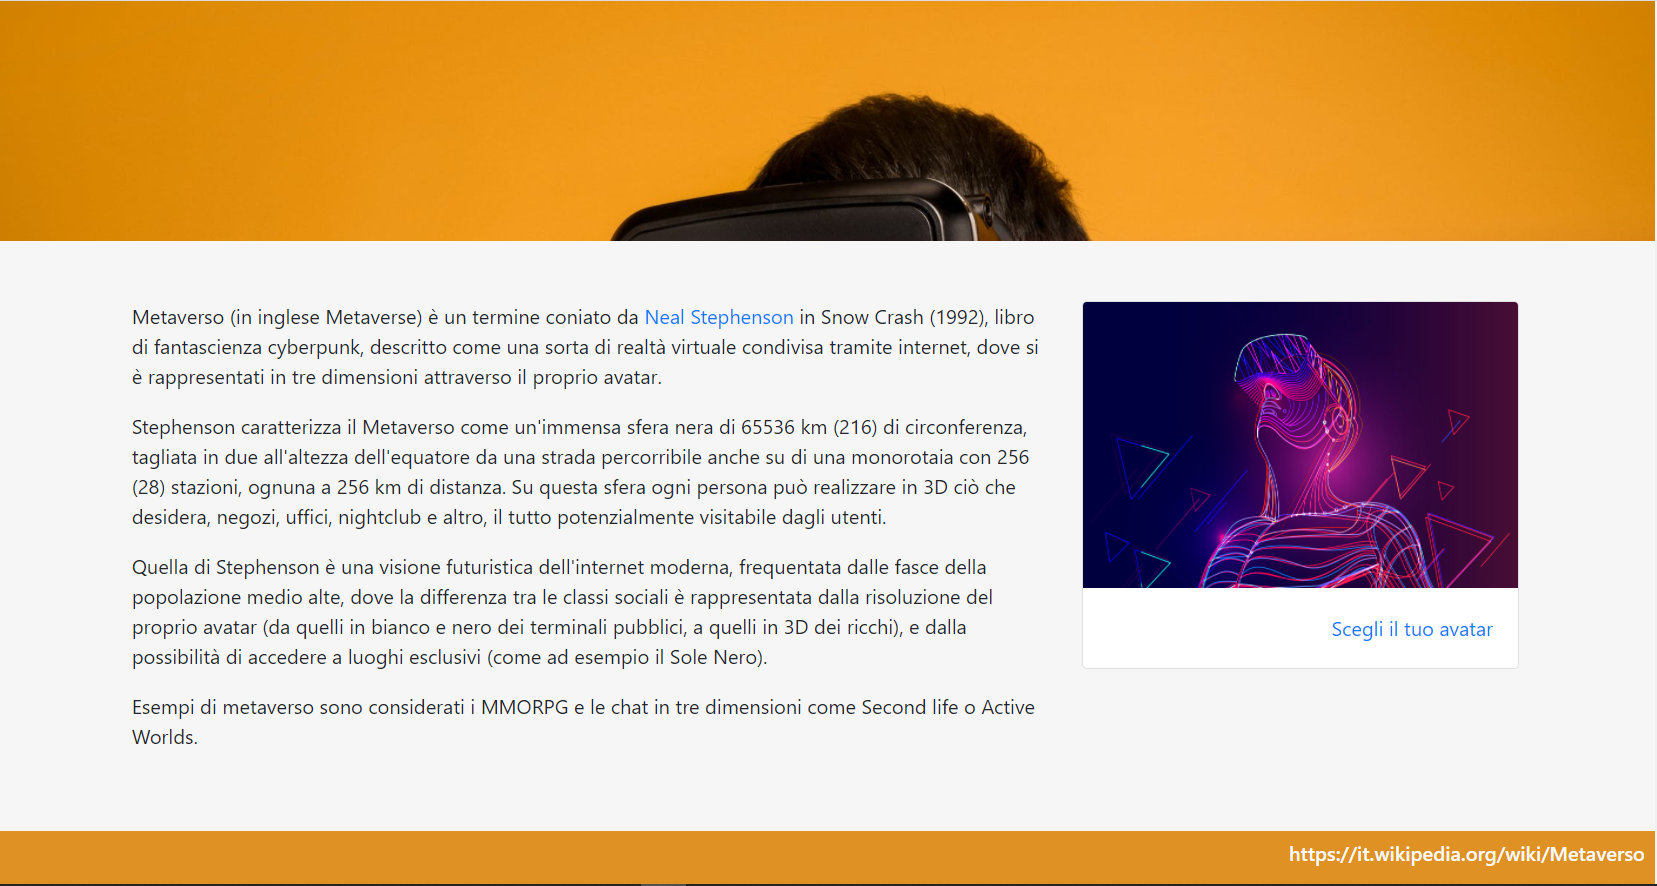 Metaverso (in inglese Metaverse) è un termine coniato da Neal Stephenson in Snow Crash (1992), libro
di fantascienza cyberpunk, descritto come una sorta di realtà virtuale condivisa tramite internet, dove si
è rappresentati in tre dimensioni attraverso il proprio avatar.
Stephenson caratterizza il Metaverso come un'immensa sfera nera di 65536 km (216) di circonferenza,
tagliata in due all'altezza dell'equatore da una strada percorribile anche su di una monorotaia con 256
(28) stazioni, ognuna a 256 km di distanza. Su questa sfera ogni persona può realizzare in 3D ciò che
desidera, negozi, uffici, nightclub e altro, il tutto potenzialmente visitabile dagli utenti.
Quella di Stephenson è una visione futuristica dell'internet moderna, frequentata dalle fasce della
popolazione medio alte, dove la differenza tra le classi sociali è rappresentata dalla risoluzione del
proprio avatar (da quelli in bianco e nero dei terminali pubblici, a quelli in 3D dei ricchi), e dalla
possibilità di accedere a luoghi esclusivi (come ad esempio il Sole Nero).
Esempi di metaverso sono considerati i MMORPG e le chat in tre dimensioni come Second life o Active
Worlds.
Scegli il tuo avatar
https://it.wikipedia.org/wiki/Metaverso